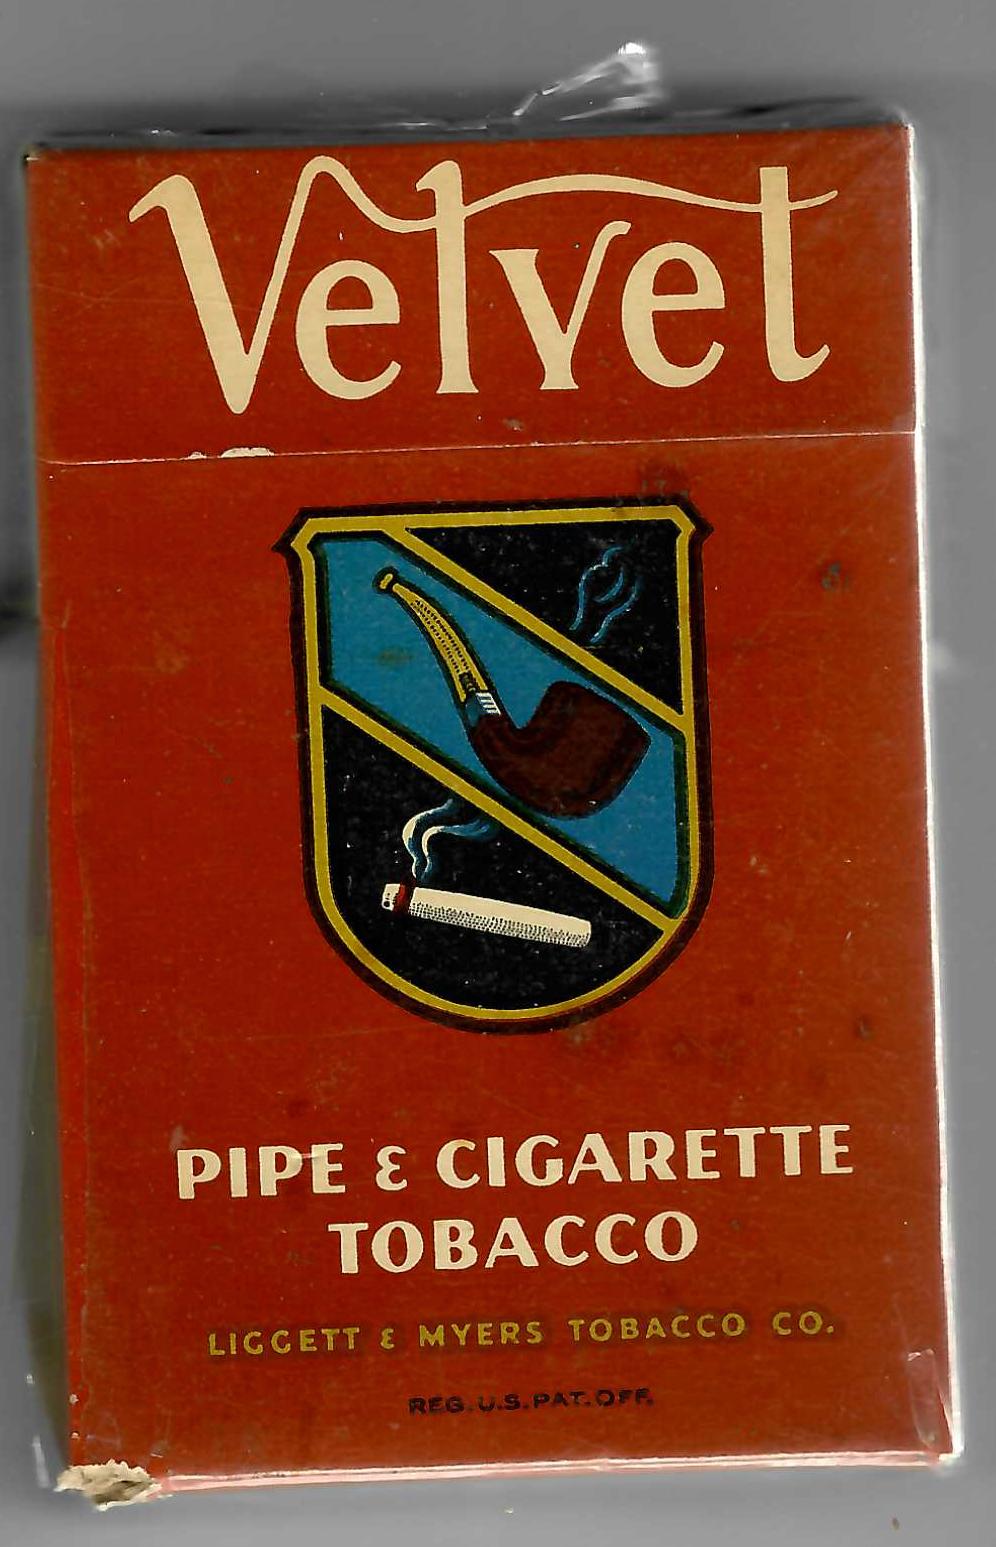 Velvet
PIPE & CIGARETTE
TOBACCO
LIGGETT & MYERS TOBACCO CO.
REG. U.S. PAT. OFF.